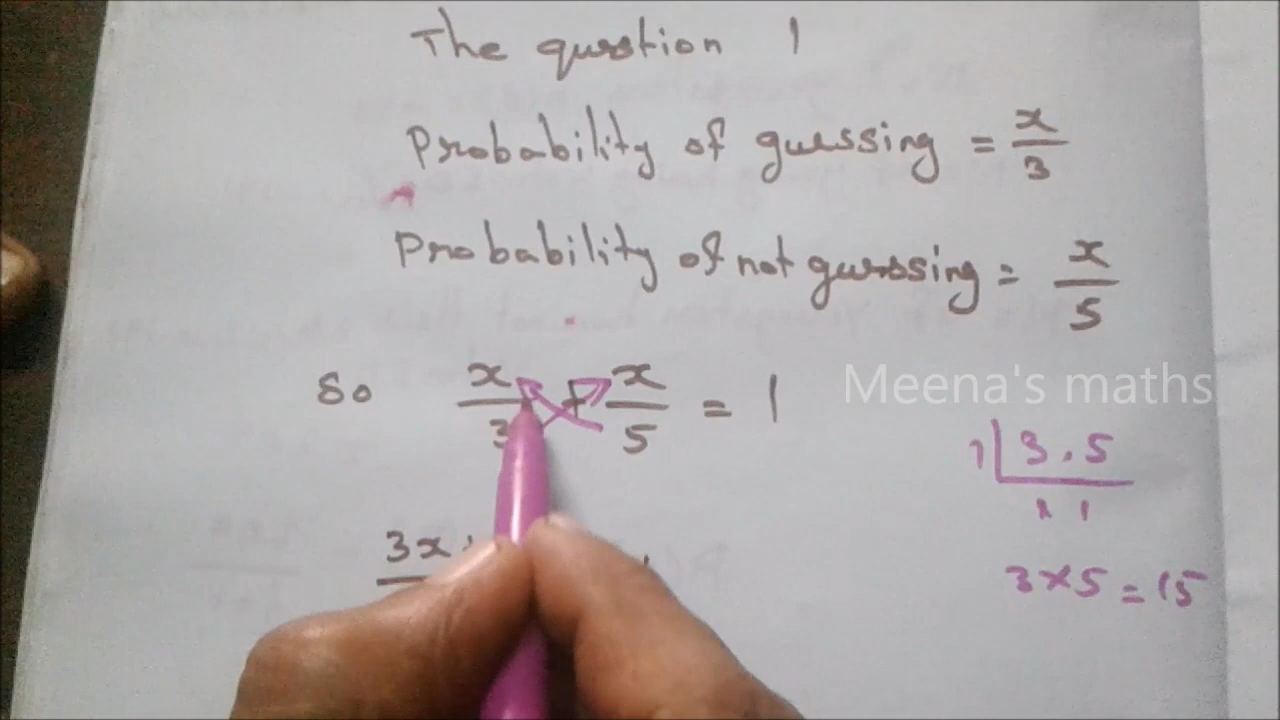 The question 1
Probability of guessing = x/3
Probability of not guessing = x/5
So x/3 + x/5 = 1
Meena's maths
1 | 3, 5
1 1
3x
3 × 5 = 15